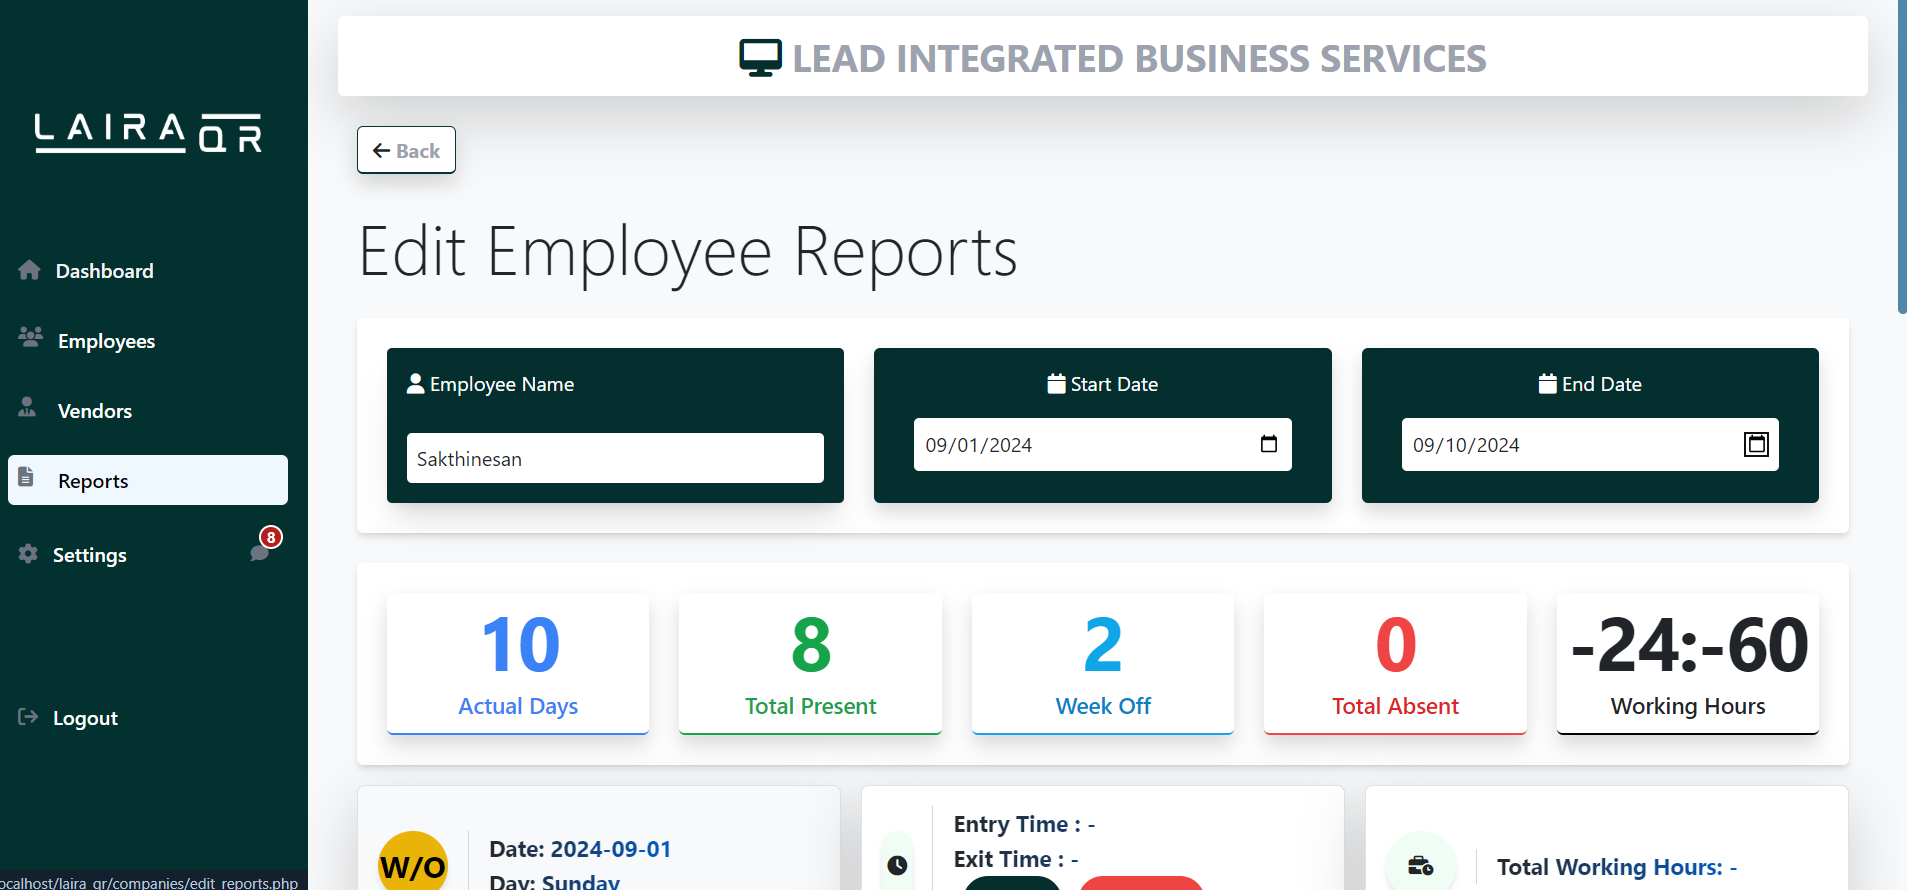 LAIRA QR
Dashboard
Employees
Vendors
Reports
Settings
8
Logout
ocalhost/laira_qr/companies/edit_reports.php
LEAD INTEGRATED BUSINESS SERVICES
Back
Edit Employee Reports
Employee Name
Sakthinesan
Start Date
09/01/2024
End Date
09/10/2024
10
Actual Days
8
Total Present
2
Week Off
0
Total Absent
-24:-60
Working Hours
W/O
Date: 2024-09-01
Day: Sunday
Entry Time : -
Exit Time : -
Total Working Hours: -